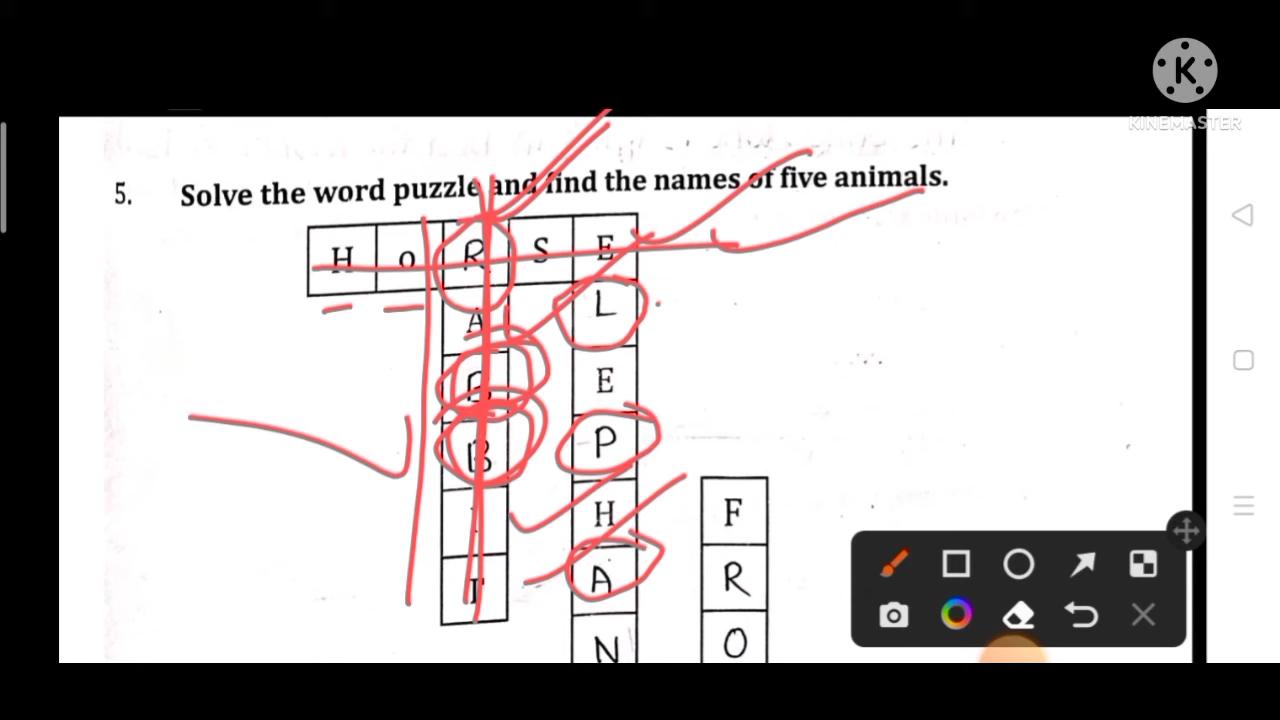 KINEMASTER
5. Solve the word puzzle and find the names of five animals.
H O R S E
A L
B E
B P
I H F
T A R
N O